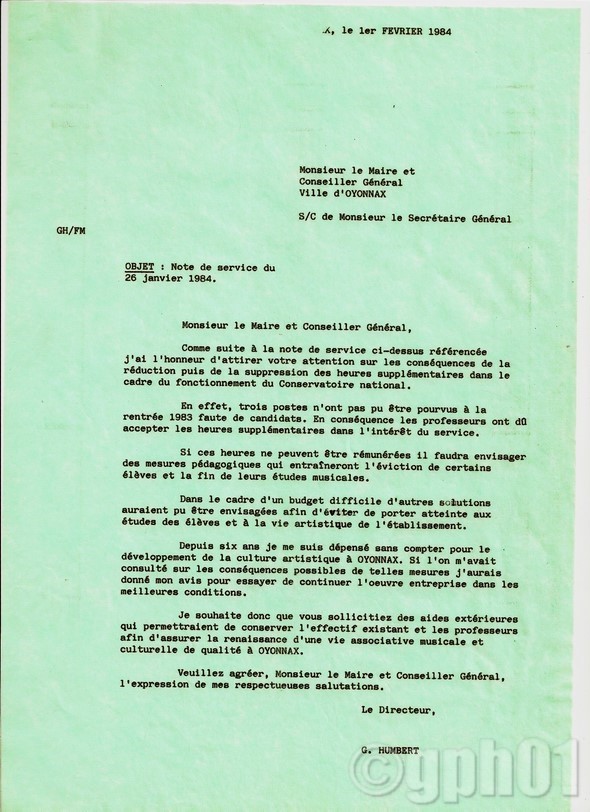 , le 1er FEVRIER 1984
Monsieur le Maire et
Conseiller Général
Ville d'OYONNAX
S/C de Monsieur le Secrétaire Général
GH/FM
OBJET : Note de service du
26 janvier 1984.
Monsieur le Maire et Conseiller Général,
Comme suite à la note de service ci-dessus référencée
j'ai l'honneur d'attirer votre attention sur les conséquences de la
réduction puis de la suppression des heures supplémentaires dans le
cadre du fonctionnement du Conservatoire national.
En effet, trois postes n'ont pas pu être pourvus à la
rentrée 1983 faute de candidats. En conséquence les professeurs ont dû
accepter les heures supplémentaires dans l'intérêt du service.
Si ces heures ne peuvent être rémunérées il faudra envisager
des mesures pédagogiques qui entraîneront l'éviction de certains
élèves et la fin de leurs études musicales.
Dans le cadre d'un budget difficile d'autres solutions
auraient pu être envisagées afin d'éviter de porter atteinte aux
études des élèves et à la vie artistique de l'établissement.
Depuis six ans je me suis dépensé sans compter pour le
développement de la culture artistique à OYONNAX. Si l'on m'avait
consulté sur les conséquences possibles de telles mesures j'aurais
donné mon avis pour essayer de continuer l'oeuvre entreprise dans les
meilleures conditions.
Je souhaite donc que vous sollicitiez des aides extérieures
qui permettraient de conserver l'effectif existant et les professeurs
afin d'assurer la renaissance d'une vie associative musicale et
culturelle de qualité à OYONNAX.
Veuillez agréer, Monsieur le Maire et Conseiller Général,
l'expression de mes respectueuses salutations.
Le Directeur,
G. HUMBERT
©gph01